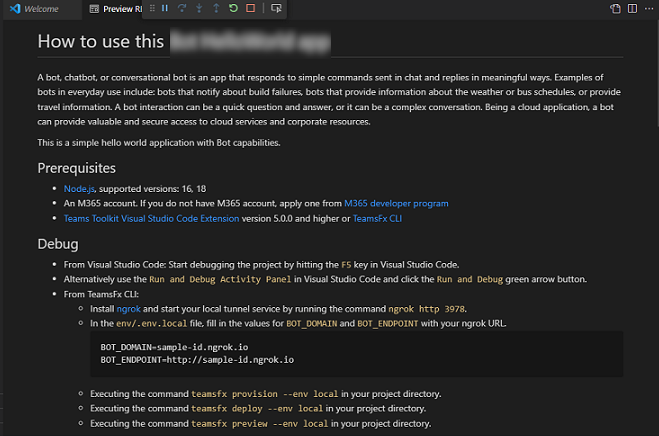 Welcome
Preview
How to use this
A bot, chatbot, or conversational bot is an app that responds to simple commands sent in chat and replies in meaningful ways. Examples of
bots in everyday use include: bots that notify about build failures, bots that provide information about the weather or bus schedules, or provide
travel information. A bot interaction can be a quick question and answer, or it can be a complex conversation. Being a cloud application, a bot
can provide valuable and secure access to cloud services and corporate resources.
This is a simple hello world application with Bot capabilities.
Prerequisites
Node.js, supported versions: 16, 18
An M365 account. If you do not have M365 account, apply one from M365 developer program
Teams Toolkit Visual Studio Code Extension version 5.0.0 and higher or TeamsFx CLI
Debug
From Visual Studio Code: Start debugging the project by hitting the F5 key in Visual Studio Code.
Alternatively use the Run and Debug Activity Panel in Visual Studio Code and click the Run and Debug green arrow button.
From TeamsFx CLI:
Install ngrok and start your local tunnel service by running the command ngrok http 3978.
In the env/.env.local file, fill in the values for BOT_DOMAIN and BOT_ENDPOINT with your ngrok URL.
BOT_DOMAIN=sample-id.ngrok.io
BOT_ENDPOINT=http://sample-id.ngrok.io
Executing the command teamsfx provision --env local in your project directory.
Executing the command teamsfx deploy --env local in your project directory.
Executing the command teamsfx preview --env local in your project directory.